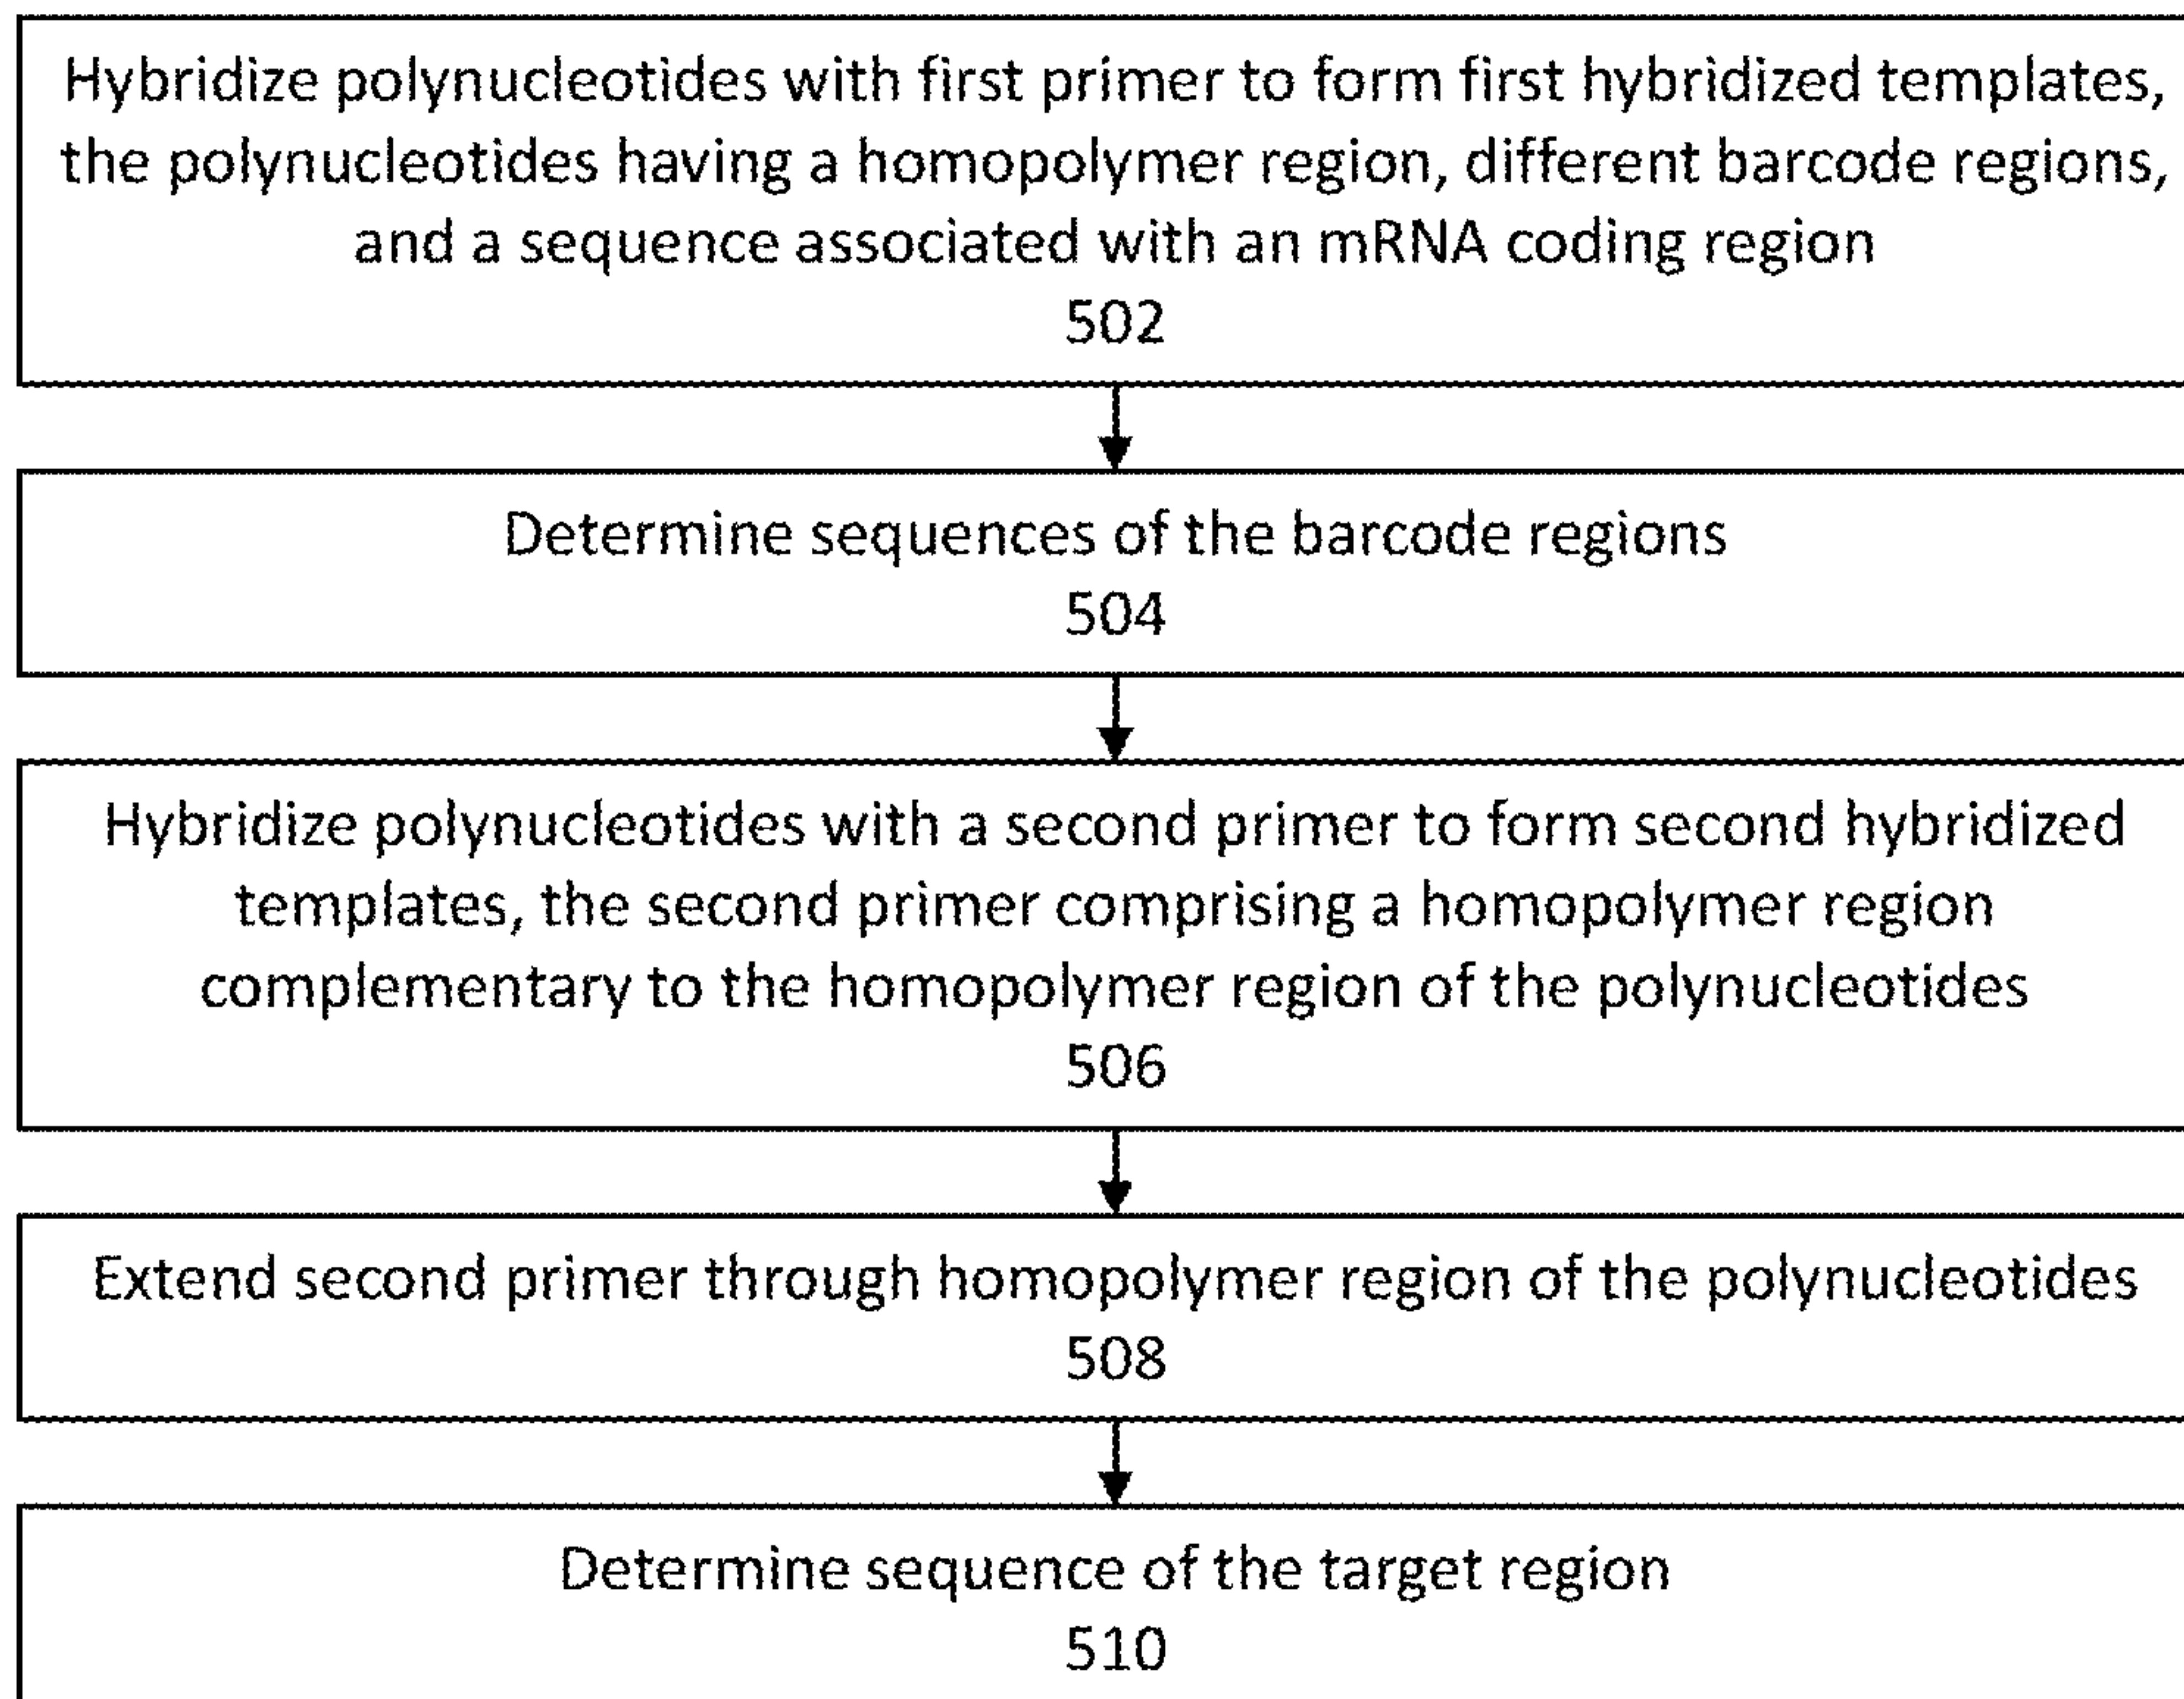 Hybridize polynucleotides with first primer to form first hybridized templates,
the polynucleotides having a homopolymer region, different barcode regions,
and a sequence associated with an mRNA coding region
502
Determine sequences of the barcode regions
504
Hybridize polynucleotides with a second primer to form second hybridized
templates, the second primer comprising a homopolymer region
complementary to the homopolymer region of the polynucleotides
506
Extend second primer through homopolymer region of the polynucleotides
508
Determine sequence of the target region
510